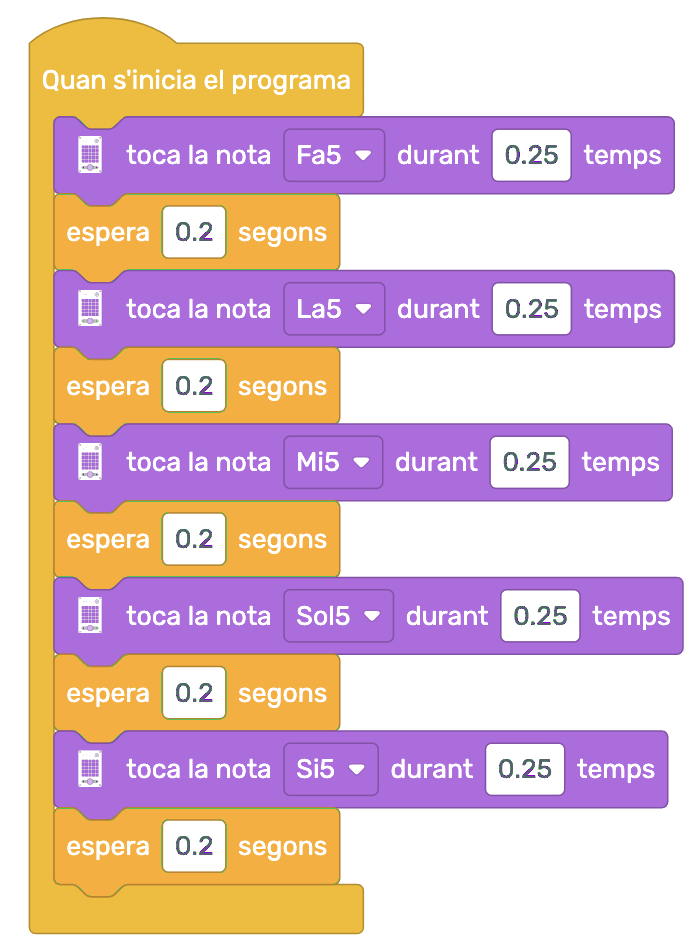 Quan s'inicia el programa
toca la nota Fa5 durant 0.25 temps
espera 0.2 segons
toca la nota La5 durant 0.25 temps
espera 0.2 segons
toca la nota Mi5 durant 0.25 temps
espera 0.2 segons
toca la nota Sol5 durant 0.25 temps
espera 0.2 segons
toca la nota Si5 durant 0.25 temps
espera 0.2 segons